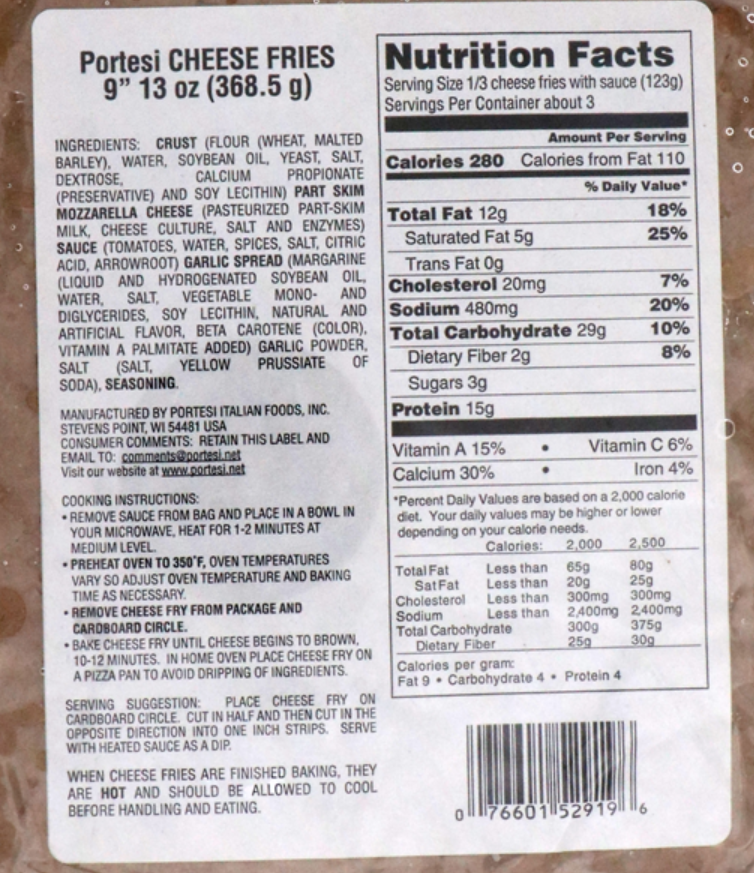 Portesi CHEESE FRIES
9” 13 oz (368.5 g)
INGREDIENTS: CRUST (FLOUR (WHEAT, MALTED
BARLEY), WATER, SOYBEAN OIL, YEAST, SALT,
DEXTROSE, CALCIUM PROPIONATE
(PRESERVATIVE) AND SOY LECITHIN) PART SKIM
MOZZARELLA CHEESE (PASTEURIZED PART-SKIM
MILK, CHEESE CULTURE, SALT AND ENZYMES)
SAUCE (TOMATOES, WATER, SPICES, SALT, CITRIC
ACID, ARROWROOT) GARLIC SPREAD (MARGARINE
(LIQUID AND HYDROGENATED SOYBEAN OIL,
WATER, SALT, VEGETABLE MONO- AND
DIGLYCERIDES, SOY LECITHIN, NATURAL AND
ARTIFICIAL FLAVOR, BETA CAROTENE (COLOR),
VITAMIN A PALMITATE ADDED) GARLIC POWDER,
SALT (SALT, YELLOW PRUSSIATE OF
SODA), SEASONING.
MANUFACTURED BY PORTESI ITALIAN FOODS, INC.
STEVENS POINT, WI 54481 USA
CONSUMER COMMENTS: RETAIN THIS LABEL AND
EMAIL TO: comments@portesi.net
Visit our website at www.portesi.net
COOKING INSTRUCTIONS:
• REMOVE SAUCE FROM BAG AND PLACE IN A BOWL IN
YOUR MICROWAVE, HEAT FOR 1-2 MINUTES AT
MEDIUM LEVEL.
• PREHEAT OVEN TO 350°F, OVEN TEMPERATURES
VARY SO ADJUST OVEN TEMPERATURE AND BAKING
TIME AS NECESSARY.
• REMOVE CHEESE FRY FROM PACKAGE AND
CARDBOARD CIRCLE.
• BAKE CHEESE FRY UNTIL CHEESE BEGINS TO BROWN,
10-12 MINUTES. IN HOME OVEN PLACE CHEESE FRY ON
A PIZZA PAN TO AVOID DRIPPING OF INGREDIENTS.
SERVING SUGGESTION: PLACE CHEESE FRY ON
CARDBOARD CIRCLE. CUT IN HALF AND THEN CUT IN THE
OPPOSITE DIRECTION INTO ONE INCH STRIPS. SERVE
WITH HEATED SAUCE AS A DIP.
WHEN CHEESE FRIES ARE FINISHED BAKING, THEY
ARE HOT AND SHOULD BE ALLOWED TO COOL
BEFORE HANDLING AND EATING.
Nutrition Facts
Serving Size 1/3 cheese fries with sauce (123g)
Servings Per Container about 3
Amount Per Serving
Calories 280 Calories from Fat 110
% Daily Value*
Total Fat 12g 18%
Saturated Fat 5g 25%
Trans Fat 0g
Cholesterol 20mg 7%
Sodium 480mg 20%
Total Carbohydrate 29g 10%
Dietary Fiber 2g 8%
Sugars 3g
Protein 15g
Vitamin A 15% • Vitamin C 6%
Calcium 30% • Iron 4%
*Percent Daily Values are based on a 2,000 calorie
diet. Your daily values may be higher or lower
depending on your calorie needs.
Calories: 2,000 2,500
Total Fat Less than 65g 80g
Sat Fat Less than 20g 25g
Cholesterol Less than 300mg 300mg
Sodium Less than 2,400mg 2,400mg
Total Carbohydrate 300g 375g
Dietary Fiber 25g 30g
Calories per gram:
Fat 9 • Carbohydrate 4 • Protein 4
0 76601 52919 6